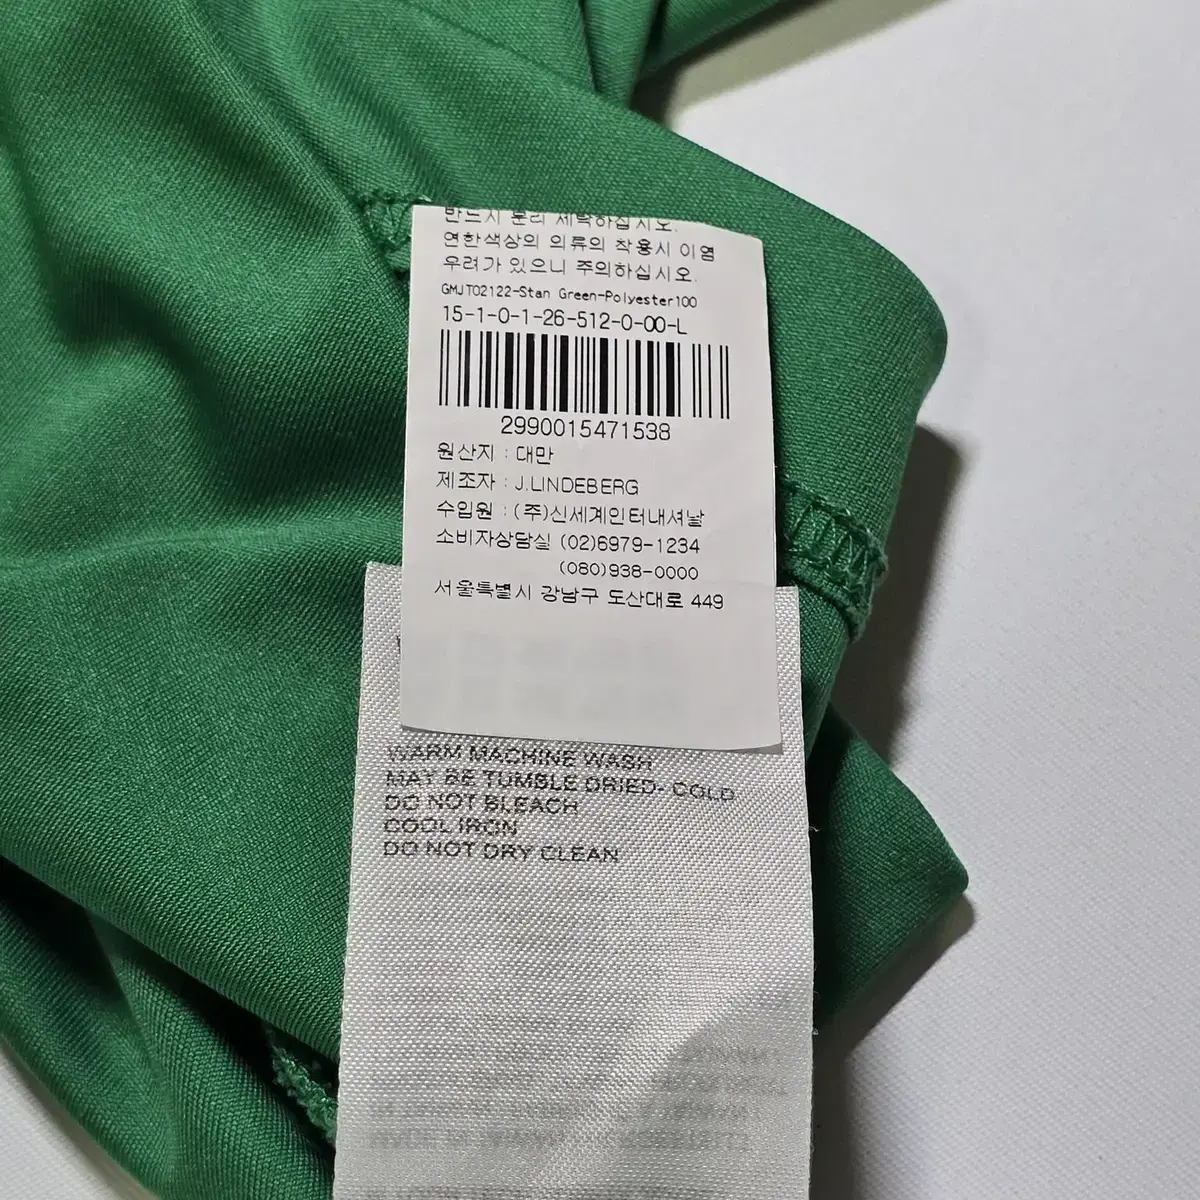 반드시 분리 세탁하십시오.
연한색상의 의류의 착용시 이염
우려가 있으니 주의하십시오.
GMJT02122-Stan Green-Polyester100
15-1-0-1-26-512-0-00-L
2990015471538
원산지 : 대만
제조자 : J.LINDEBERG
수입원 : (주)신세계인터내셔날
소비자상담실 (02)6979-1234
(080)938-0000
서울특별시 강남구 도산대로 449
WARM MACHINE WASH
MAY BE TUMBLE DRIED- COLD
DO NOT BLEACH
COOL IRON
DO NOT DRY CLEAN